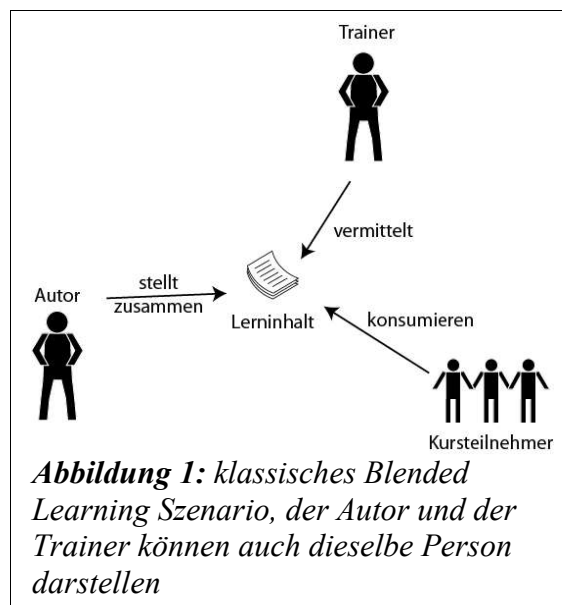 Trainer
vermittelt
stellt
zusammen
Autor
Lerninhalt
konsumieren
Kursteilnehmer
Abbildung 1: klassisches Blended
Learning Szenario, der Autor und der
Trainer können auch dieselbe Person
darstellen